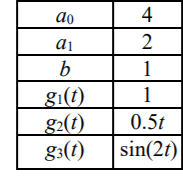 a₀ 4
a₁ 2
b 1
g₁(t) 1
g₂(t) 0.5t
g₃(t) sin(2t)